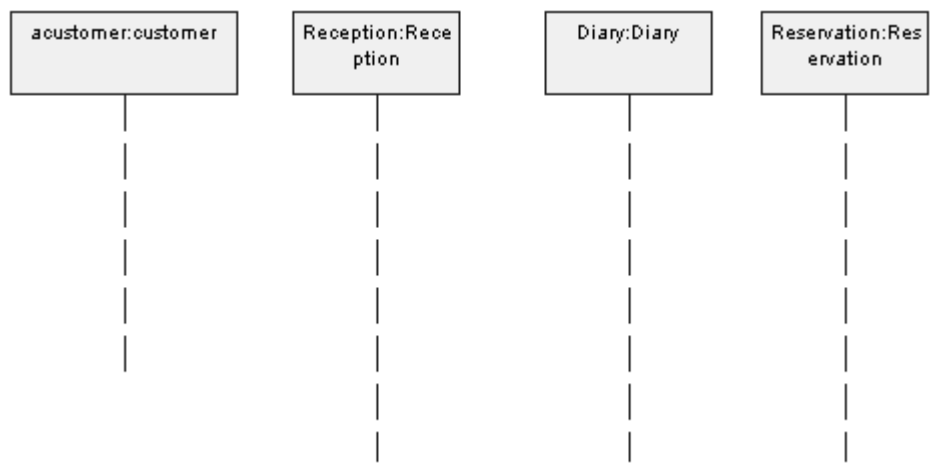 acustomer:customer
Reception:Rece
ption
Diary:Diary
Reservation:Res
ervation